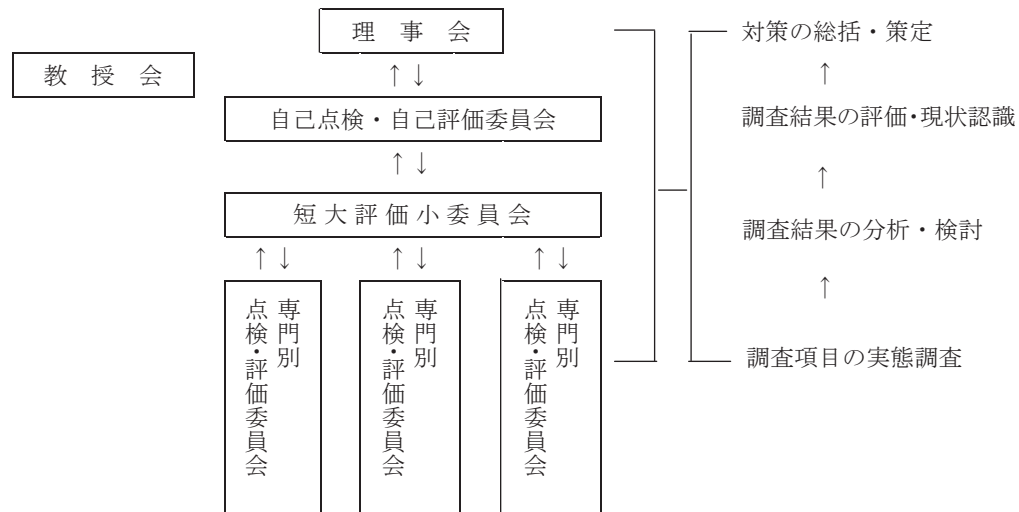 理　事　会
対策の総括・策定
教　授　会
↑↓
↑
自己点検・自己評価委員会
調査結果の評価・現状認識
↑↓
↑
短大評価小委員会
調査結果の分析・検討
↑↓
↑↓
↑↓
↑
専門別
点検・評価委員会
専門別
点検・評価委員会
専門別
点検・評価委員会
調査項目の実態調査